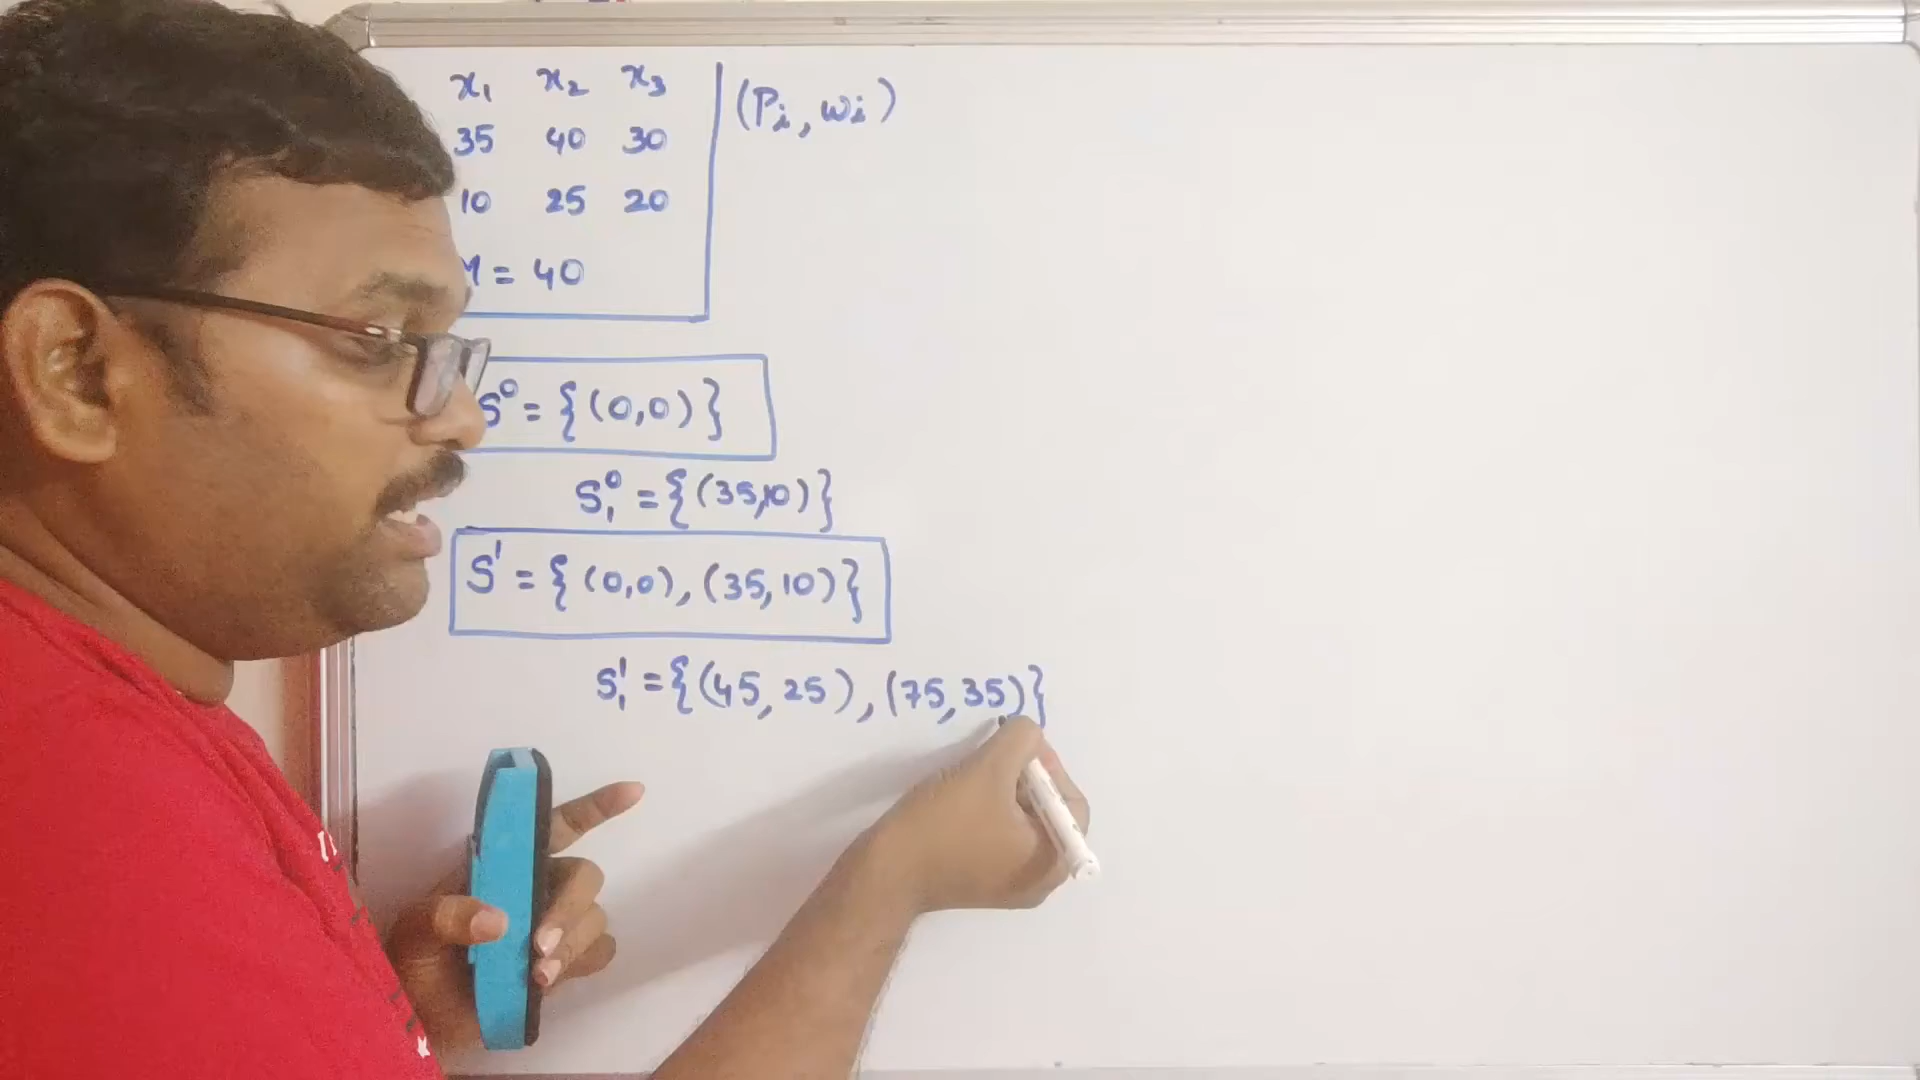 x₁ x₂ x₃
(Pᵢ, wᵢ)
35 40 30
10 25 20
M = 40
S⁰ = {(0,0)}
S₁⁰ = {(35,10)}
S¹ = {(0,0), (35,10)}
S₁¹ = {(45,25), (75,35)}